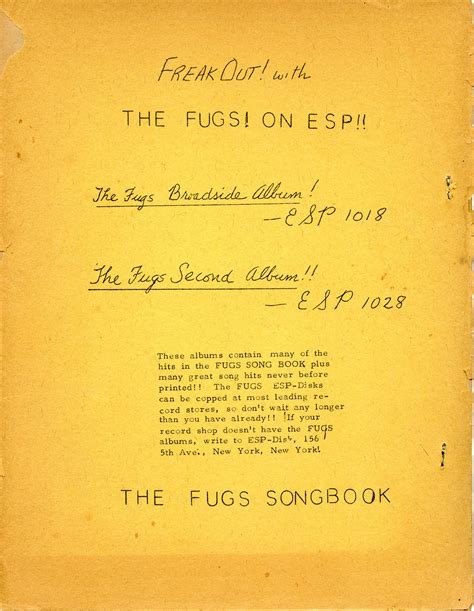 FREAK OUT! with
THE FUGS! ON ESP!!
The Fugs Broadside Album!
— ESP 1018
The Fugs Second Album!!
— ESP 1028
These albums contain many of the
hits in the FUGS SONG BOOK plus
many great song hits never before
printed!! The FUGS ESP-Disks
can be copped at most leading re-
cord stores, so don't wait any longer
than you have already!! If your
record shop doesn't have the FUGS
albums, write to ESP-Disk, 156
5th Ave., New York, New York!
THE FUGS SONGBOOK